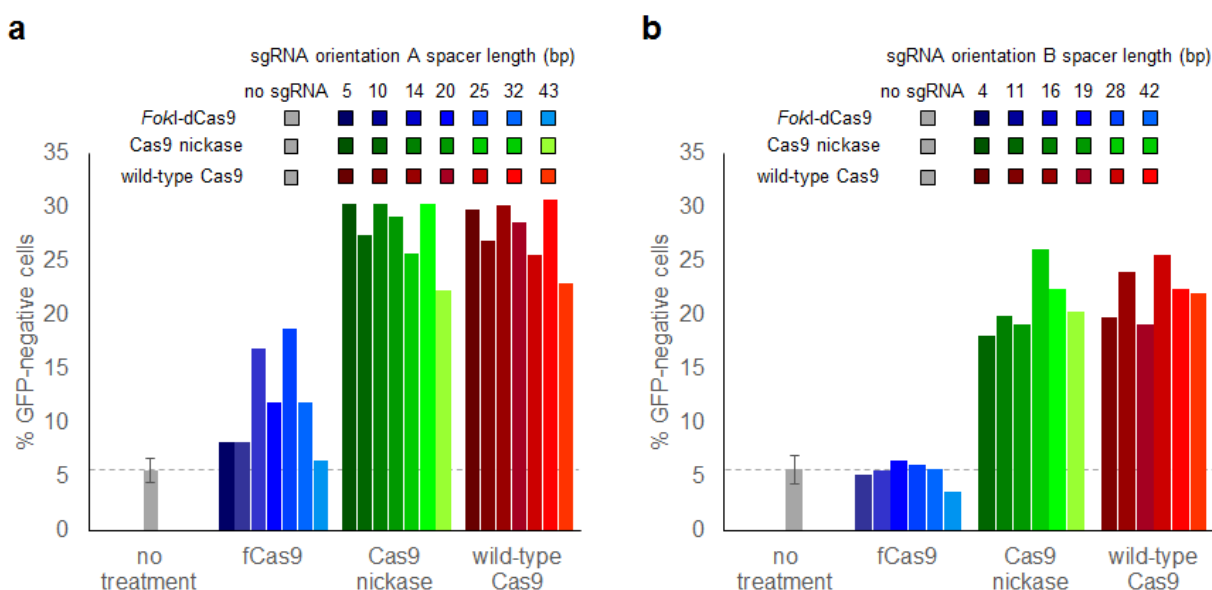 a
sgRNA orientation A spacer length (bp)
no sgRNA 5 10 14 20 25 32 43
FokI-dCas9
Cas9 nickase
wild-type Cas9
% GFP-negative cells
35
30
25
20
15
10
5
0
no treatment
fCas9
Cas9 nickase
wild-type Cas9
b
sgRNA orientation B spacer length (bp)
no sgRNA 4 11 16 19 28 42
FokI-dCas9
Cas9 nickase
wild-type Cas9
% GFP-negative cells
35
30
25
20
15
10
5
0
no treatment
fCas9
Cas9 nickase
wild-type Cas9